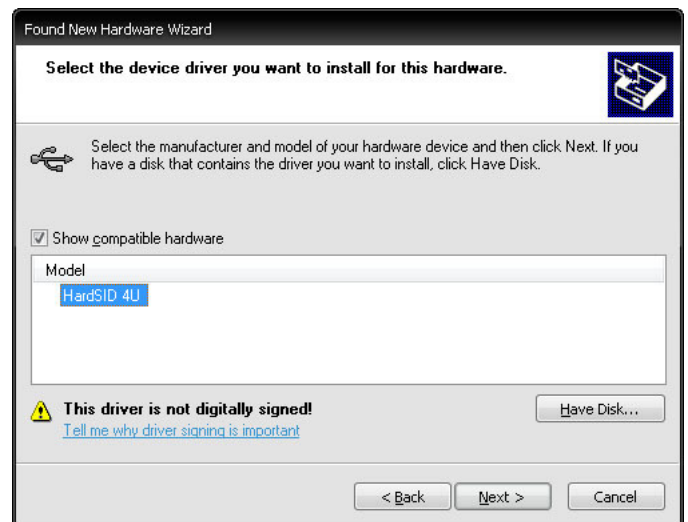 Found New Hardware Wizard
Select the device driver you want to install for this hardware.
Select the manufacturer and model of your hardware device and then click Next. If you
have a disk that contains the driver you want to install, click Have Disk.
Show compatible hardware
Model
HardSID 4U
This driver is not digitally signed!
Have Disk...
Tell me why driver signing is important
< Back
Next >
Cancel